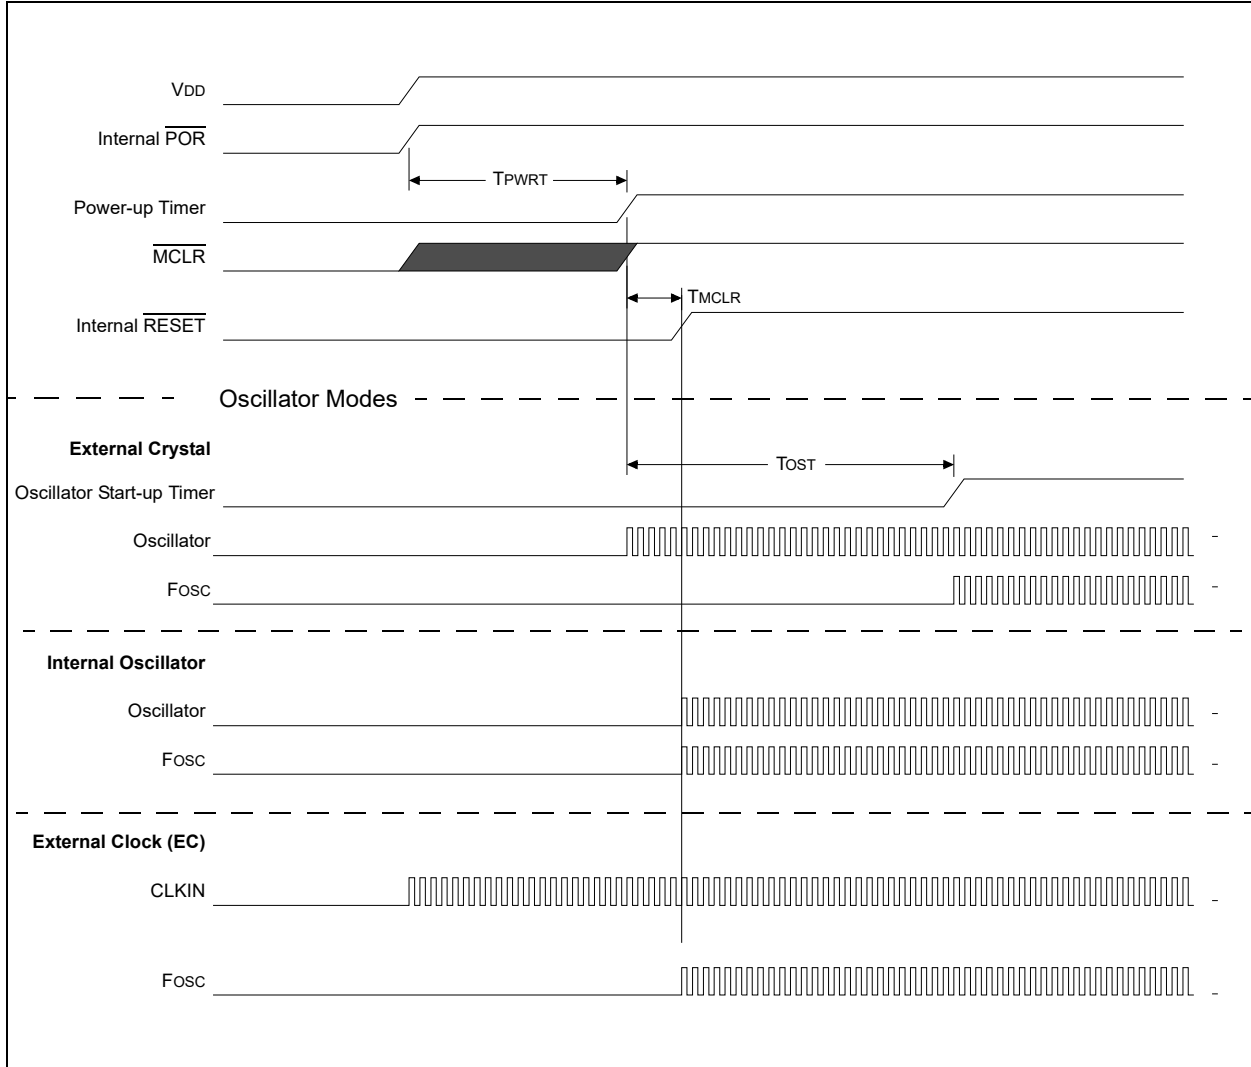 VDD
Internal POR
TPWRT
Power-up Timer
MCLR
TMCLR
Internal RESET
Oscillator Modes
External Crystal
TOST
Oscillator Start-up Timer
Oscillator
FOSC
Internal Oscillator
Oscillator
FOSC
External Clock (EC)
CLKIN
FOSC